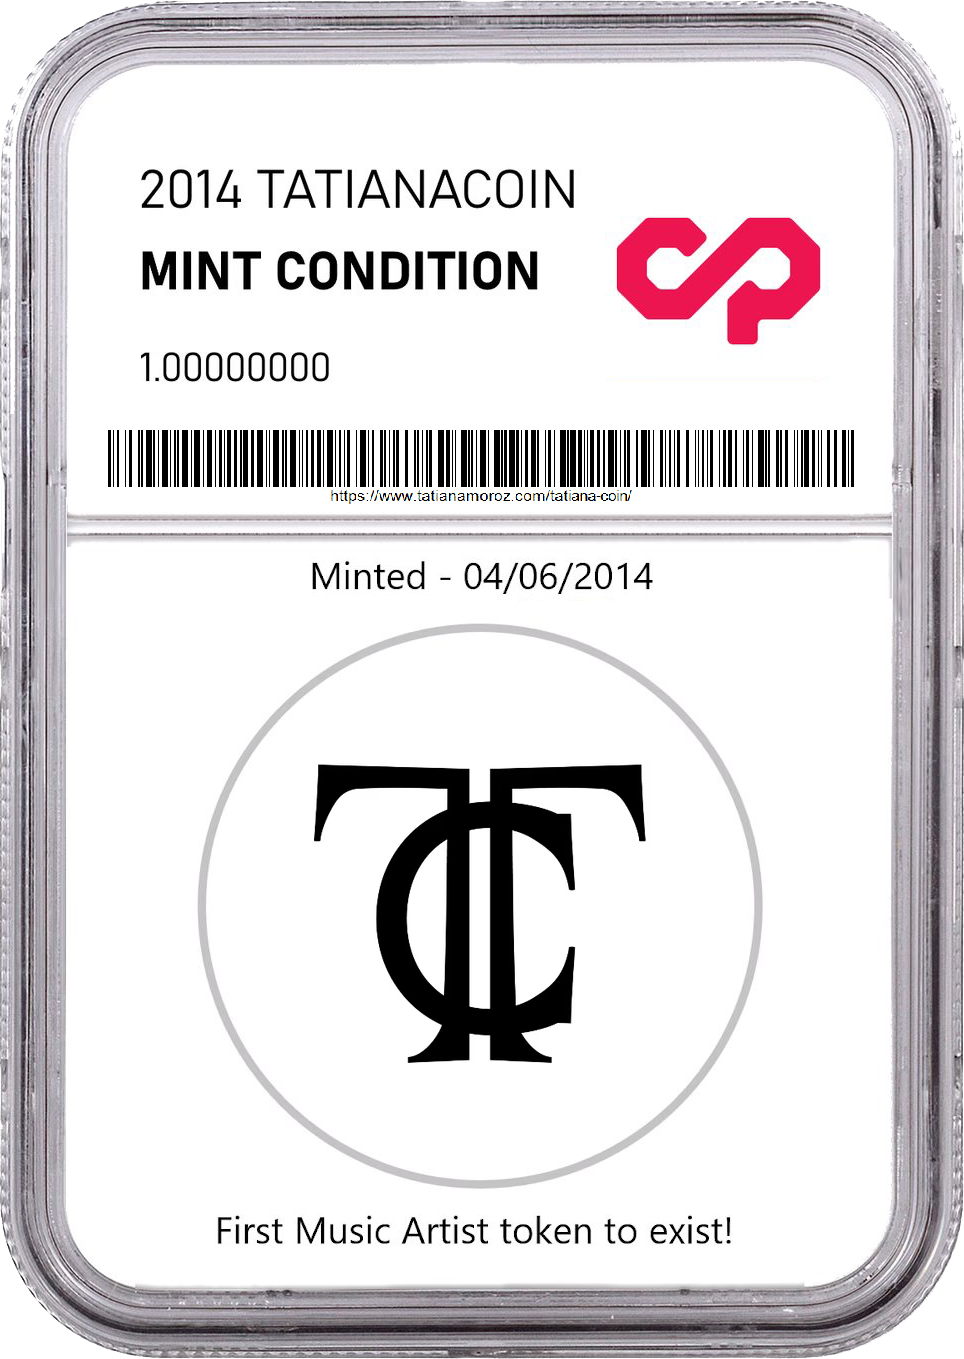 2014 TATIANACOIN
MINT CONDITION
1.00000000
https://www.tatianamoroz.com/tatiana-coin/
Minted - 04/06/2014
TCT
First Music Artist token to exist!